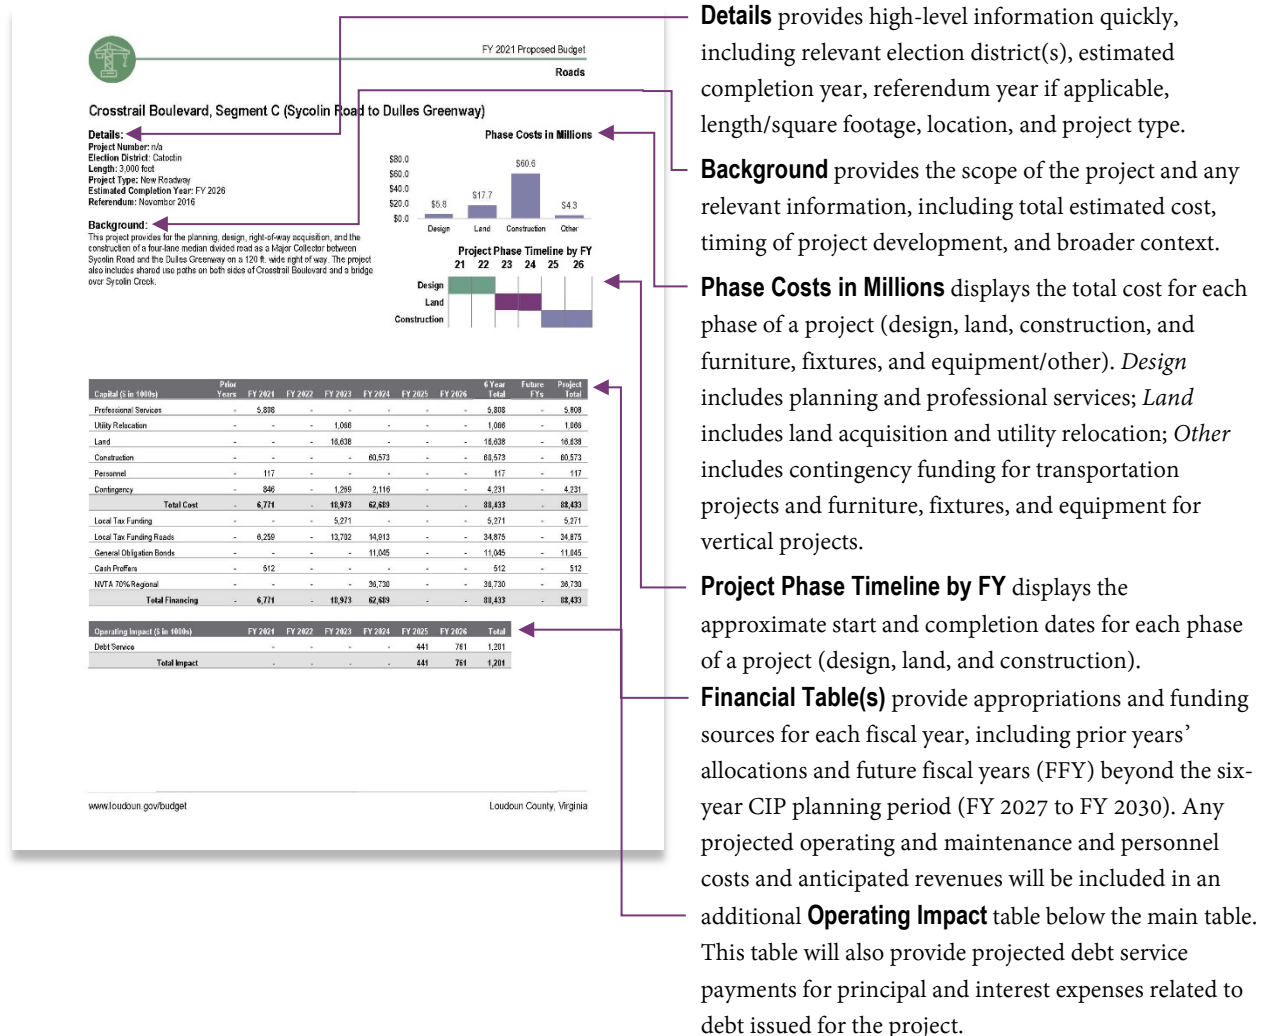 FY 2021 Proposed Budget
Roads
Crosstrail Boulevard, Segment C (Sycolin Road to Dulles Greenway)
Details:
Project Number: n/a
Election District: Catoctin
Length: 3,000 feet
Project Type: New Roadway
Estimated Completion Year: FY 2026
Referendum: November 2016
Background:
This project provides for the planning, design, right-of-way acquisition, and the
construction of a four-lane median divided road as a Major Collector between
Sycolin Road and the Dulles Greenway on a 120 ft. wide right of way. The project
also includes shared use paths on both sides of Crosstrail Boulevard and a bridge
over Sycolin Creek.
Phase Costs in Millions
$80.0
$60.0
$40.0
$20.0
$0.0
$5.8 $17.7 $60.6 $4.3
Design Land Construction Other
Project Phase Timeline by FY
21 22 23 24 25 26
Design
Land
Construction
Capital ($ in 1000s) Prior Years FY 2021 FY 2022 FY 2023 FY 2024 FY 2025 FY 2026 6 Year Total Future FYs Project Total
Professional Services - 5,808 - - - - - 5,808 - 5,808
Utility Relocation - - - 1,066 - - - 1,066 - 1,066
Land - - - 16,638 - - - 16,638 - 16,638
Construction - - - - 60,573 - - 60,573 - 60,573
Personnel - 117 - - - - - 117 - 117
Contingency - 846 - 1,269 2,116 - - 4,231 - 4,231
Total Cost - 6,771 - 18,973 62,689 - - 88,433 - 88,433
Local Tax Funding - - - 5,271 - - - 5,271 - 5,271
Local Tax Funding Roads - 6,259 - 13,702 14,913 - - 34,875 - 34,875
General Obligation Bonds - - - - 11,045 - - 11,045 - 11,045
Cash Proffers - 512 - - - - - 512 - 512
NVTA 70% Regional - - - - 36,730 - - 36,730 - 36,730
Total Financing - 6,771 - 18,973 62,689 - - 88,433 - 88,433
Operating Impact ($ in 1000s) FY 2021 FY 2022 FY 2023 FY 2024 FY 2025 FY 2026 Total
Debt Service - - - - 441 761 1,201
Total Impact - - - - 441 761 1,201
www.loudoun.gov/budget
Loudoun County, Virginia
Details provides high-level information quickly,
including relevant election district(s), estimated
completion year, referendum year if applicable,
length/square footage, location, and project type.
Background provides the scope of the project and any
relevant information, including total estimated cost,
timing of project development, and broader context.
Phase Costs in Millions displays the total cost for each
phase of a project (design, land, construction, and
furniture, fixtures, and equipment/other). Design
includes planning and professional services; Land
includes land acquisition and utility relocation; Other
includes contingency funding for transportation
projects and furniture, fixtures, and equipment for
vertical projects.
Project Phase Timeline by FY displays the
approximate start and completion dates for each phase
of a project (design, land, and construction).
Financial Table(s) provide appropriations and funding
sources for each fiscal year, including prior years’
allocations and future fiscal years (FFY) beyond the six-
year CIP planning period (FY 2027 to FY 2030). Any
projected operating and maintenance and personnel
costs and anticipated revenues will be included in an
additional Operating Impact table below the main table.
This table will also provide projected debt service
payments for principal and interest expenses related to
debt issued for the project.